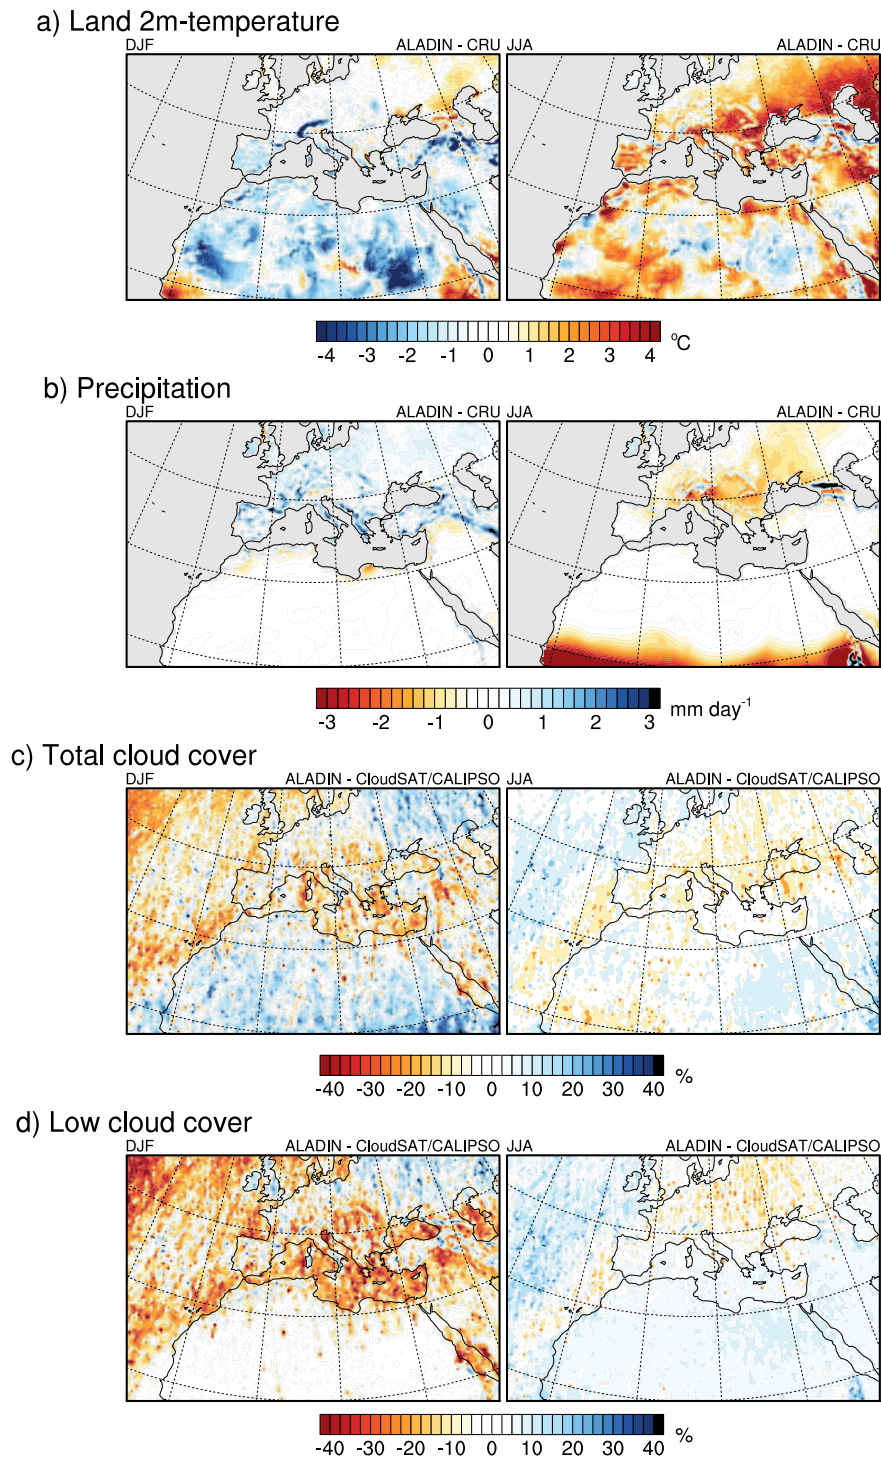 a) Land 2m-temperature
DJF ALADIN - CRU JJA ALADIN - CRU
-4 -3 -2 -1 0 1 2 3 4 °C
b) Precipitation
DJF ALADIN - CRU JJA ALADIN - CRU
-3 -2 -1 0 1 2 3 mm day⁻¹
c) Total cloud cover
DJF ALADIN - CloudSAT/CALIPSO JJA ALADIN - CloudSAT/CALIPSO
-40 -30 -20 -10 0 10 20 30 40 %
d) Low cloud cover
DJF ALADIN - CloudSAT/CALIPSO JJA ALADIN - CloudSAT/CALIPSO
-40 -30 -20 -10 0 10 20 30 40 %